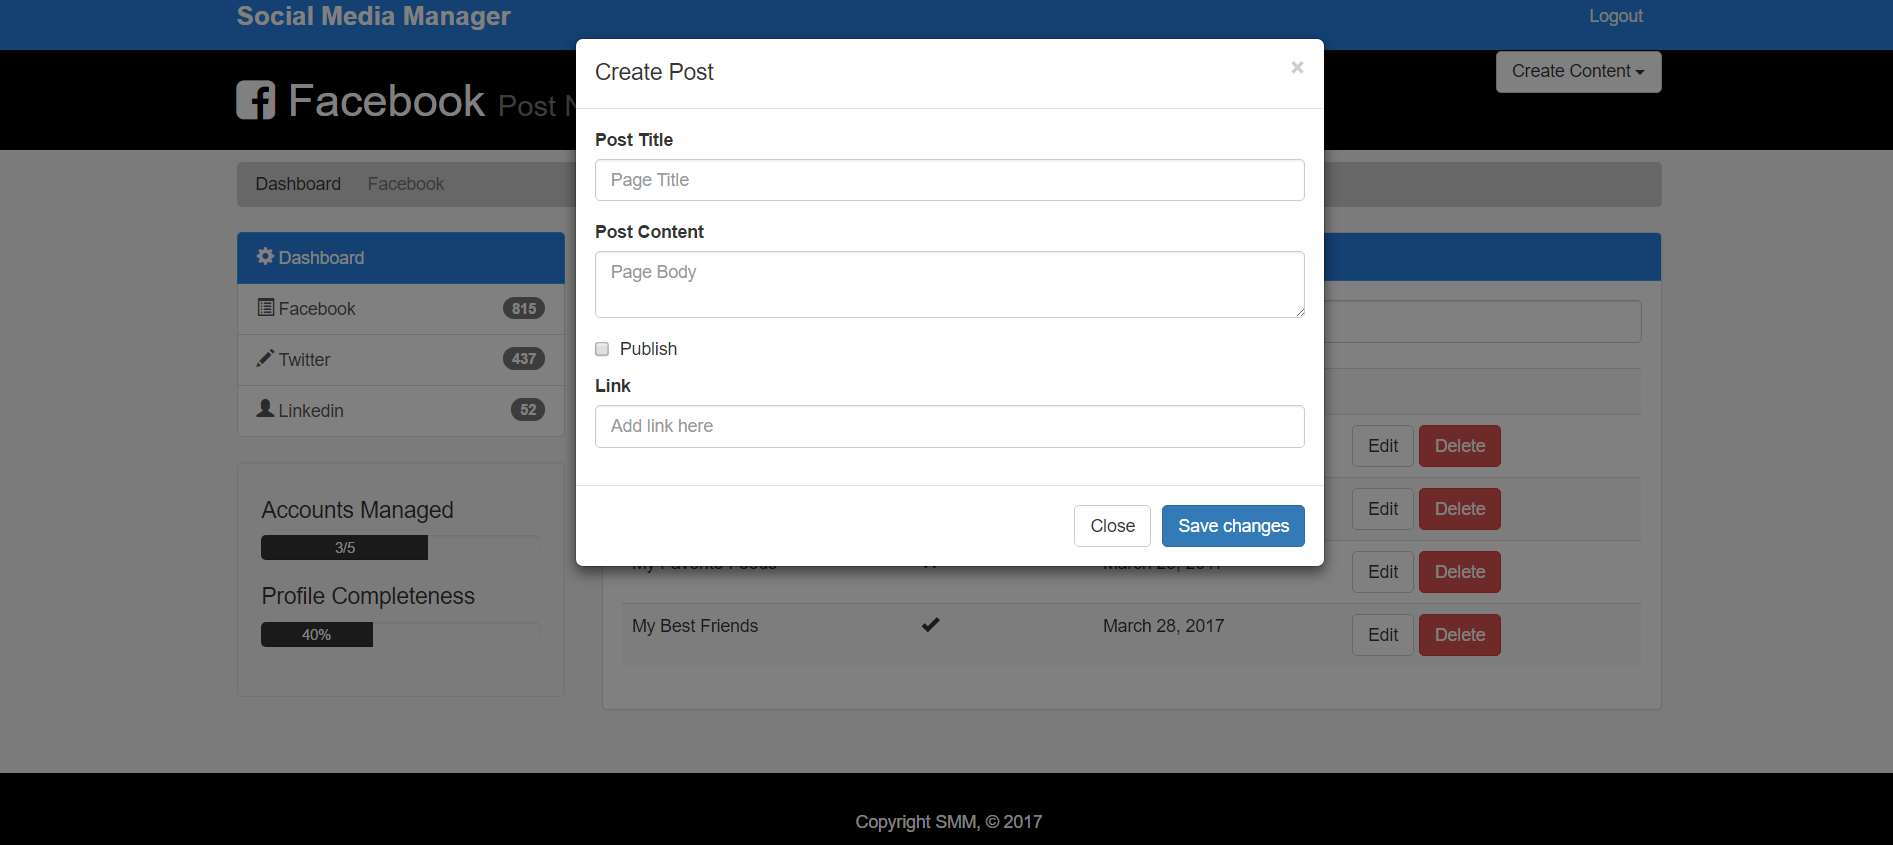 Social Media Manager
Logout
Create Post
×
Create Content
Facebook Post
Post Title
Page Title
Dashboard Facebook
Post Content
Page Body
Dashboard
Facebook 815
Publish
Twitter 437
Link
Linkedin 52
Add link here
Edit Delete
Accounts Managed
Edit Delete
Close Save changes
3/5
March 28, 2017
Edit Delete
Profile Completeness
My Best Friends March 28, 2017
Edit Delete
40%
Copyright SMM, © 2017